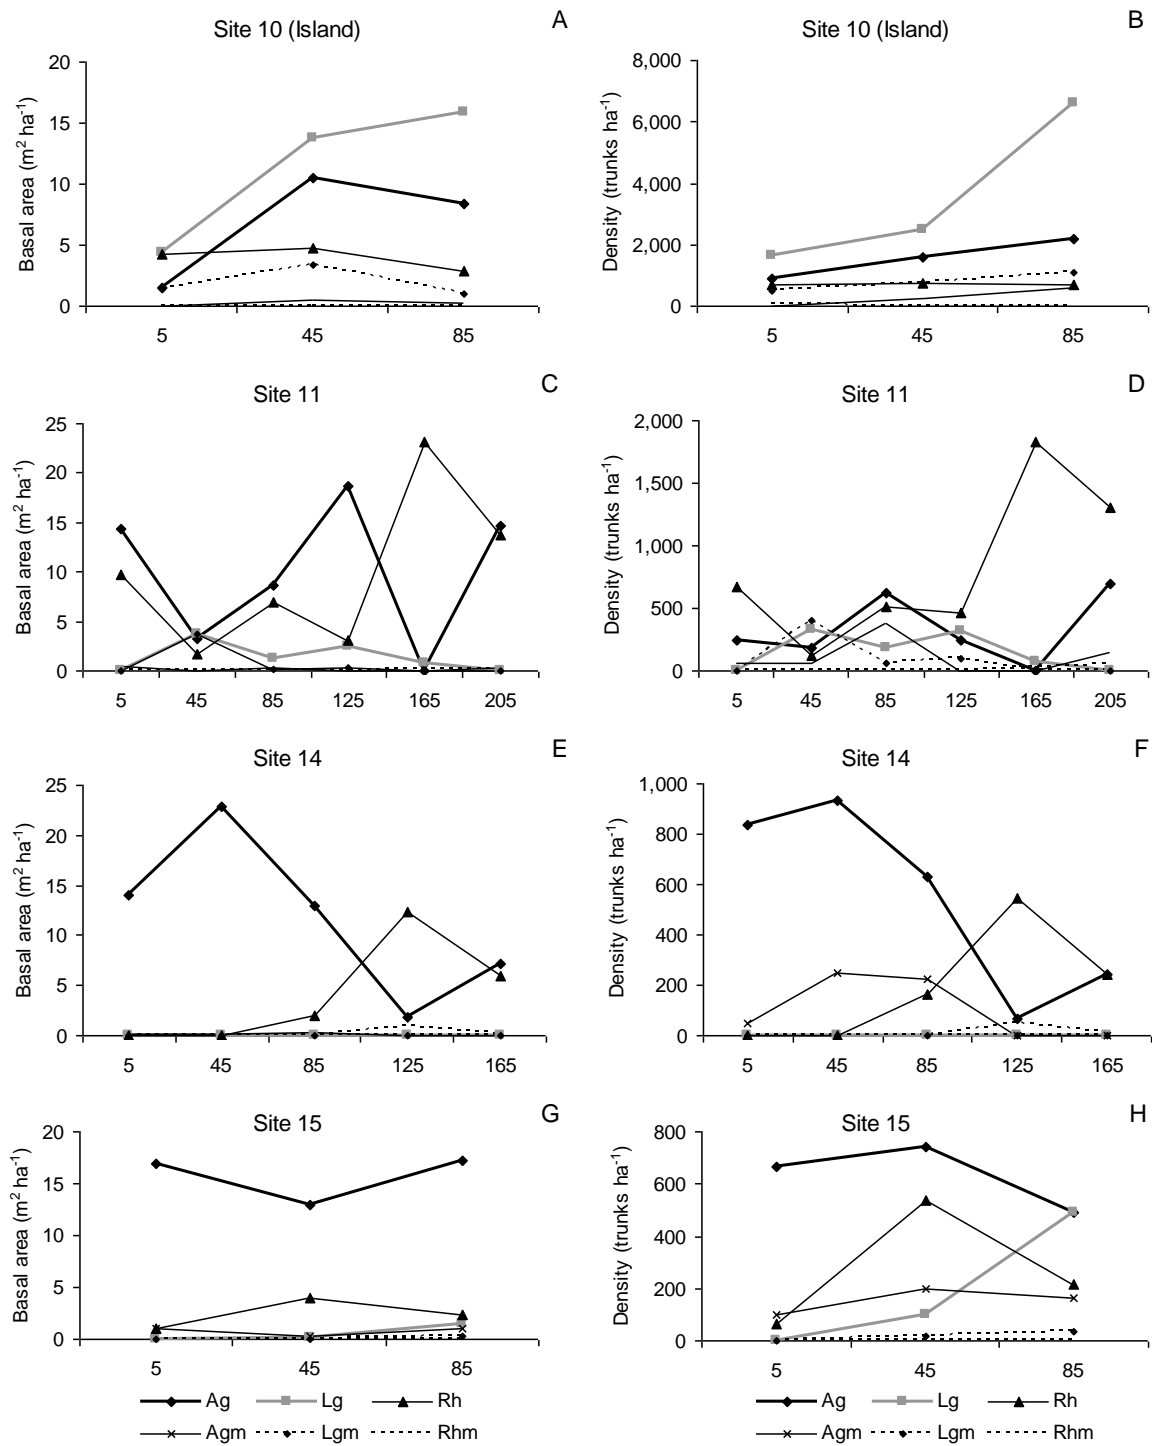 Site 10 (Island)
A
Basal area (m² ha⁻¹)
20
15
10
5
0
5 45 85
Site 10 (Island)
B
Density (trunks ha⁻¹)
8,000
6,000
4,000
2,000
0
5 45 85
Site 11
C
Basal area (m² ha⁻¹)
25
20
15
10
5
0
5 45 85 125 165 205
Site 11
D
Density (trunks ha⁻¹)
2,000
1,500
1,000
500
0
5 45 85 125 165 205
Site 14
E
Basal area (m² ha⁻¹)
25
20
15
10
5
0
5 45 85 125 165
Site 14
F
Density (trunks ha⁻¹)
1,000
800
600
400
200
0
5 45 85 125 165
Site 15
G
Basal area (m² ha⁻¹)
20
15
10
5
0
5 45 85
Ag Lg Rh
Agm Lgm Rhm
Site 15
H
Density (trunks ha⁻¹)
800
600
400
200
0
5 45 85
Ag Lg Rh
Agm Lgm Rhm